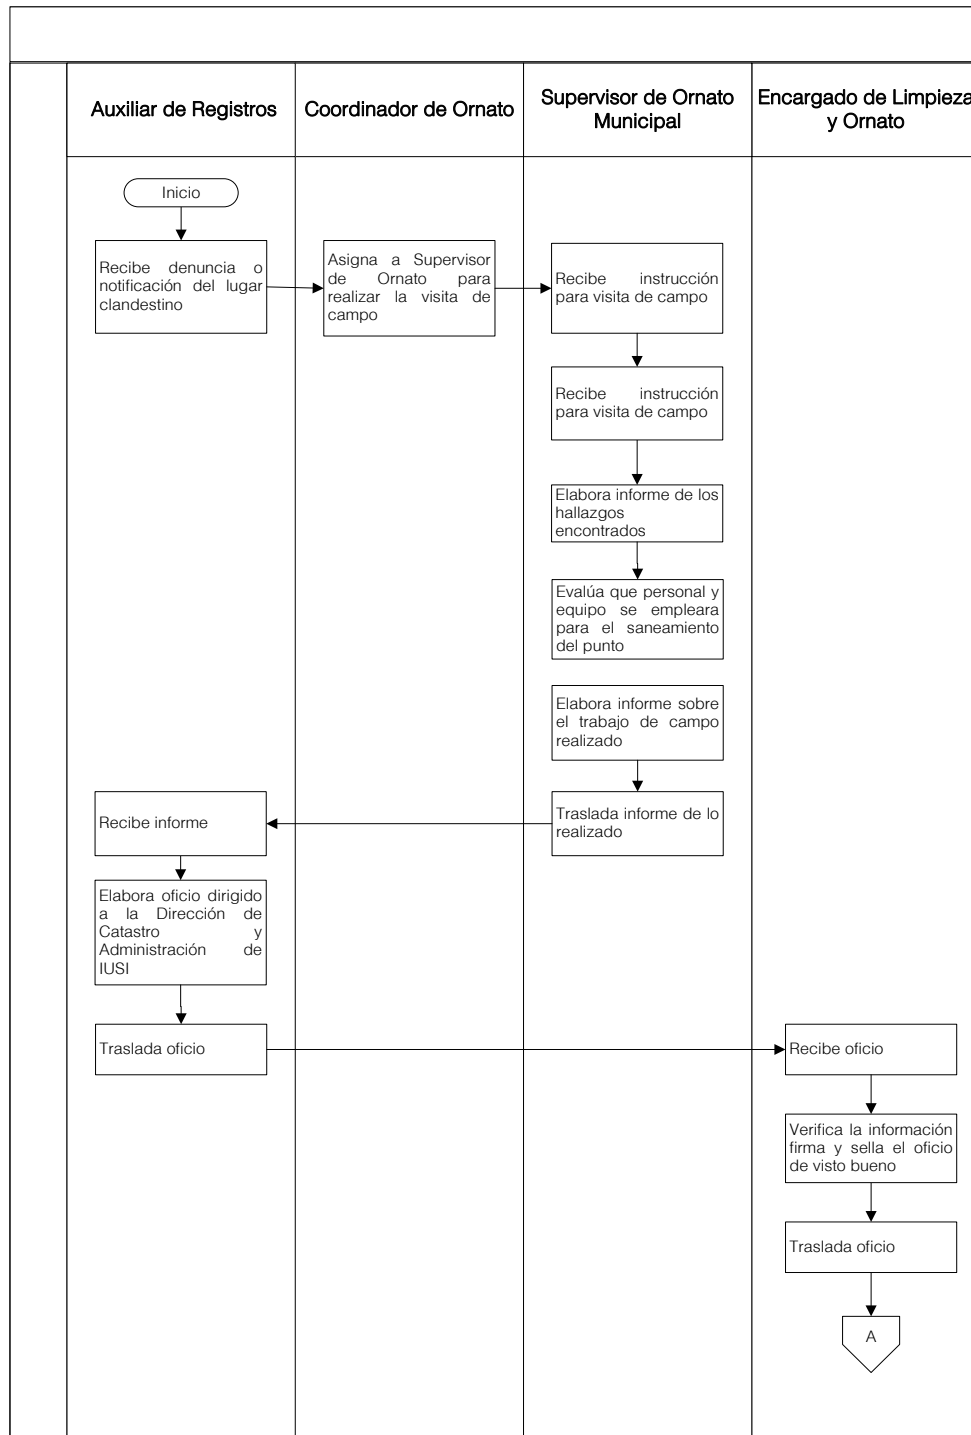 Auxiliar de Registros
Coordinador de Ornato
Supervisor de Ornato
Municipal
Encargado de Limpieza
y Ornato
Inicio
Recibe denuncia o
notificación del lugar
clandestino
Asigna a Supervisor
de Ornato para
realizar la visita de
campo
Recibe instrucción
para visita de campo
Recibe instrucción
para visita de campo
Elabora informe de los
hallazgos
encontrados
Evalúa que personal y
equipo se empleara
para el saneamiento
del punto
Elabora informe sobre
el trabajo de campo
realizado
Traslada informe de lo
realizado
Recibe informe
Elabora oficio dirigido
a la Dirección de
Catastro y
Administración de
IUSI
Traslada oficio
Recibe oficio
Verifica la información
firma y sella el oficio
de visto bueno
Traslada oficio
A